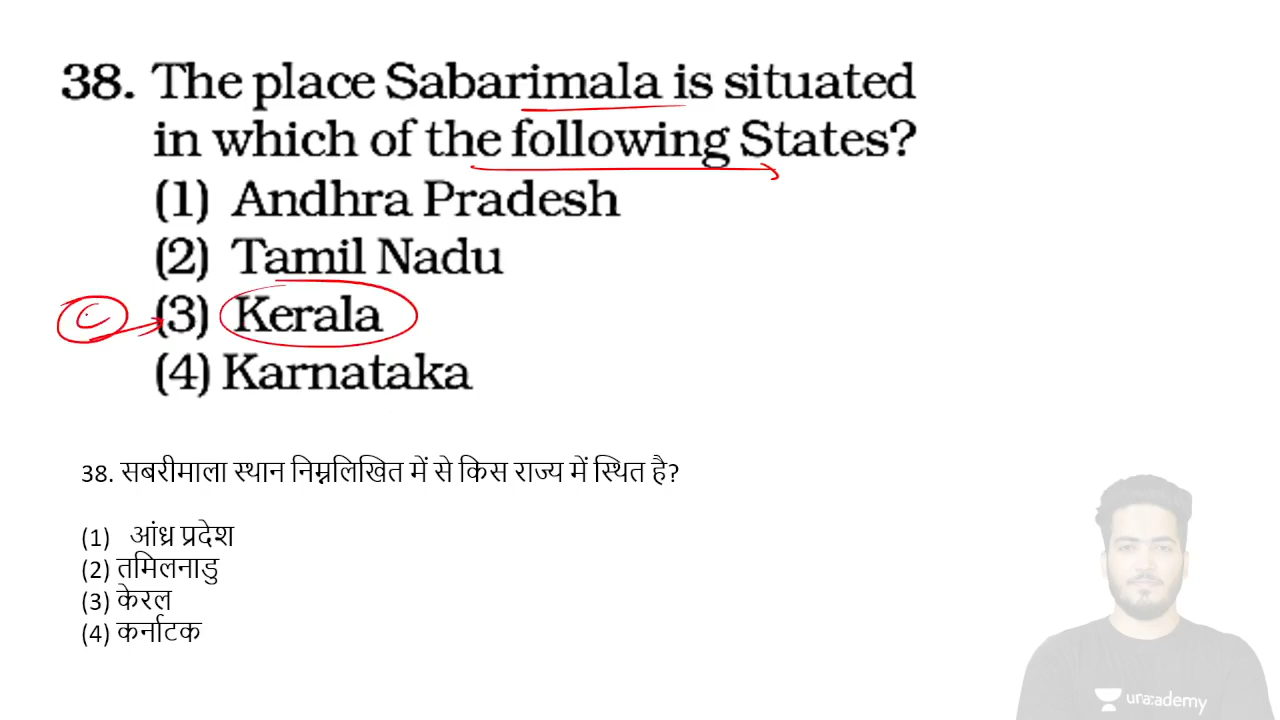 38. The place Sabarimala is situated
in which of the following States?
(1) Andhra Pradesh
(2) Tamil Nadu
(3) Kerala
(4) Karnataka
38. सबरीमाला स्थान निम्नलिखित में से किस राज्य में स्थित है?
(1) आंध्र प्रदेश
(2) तमिलनाडु
(3) केरल
(4) कर्नाटक
unacademy